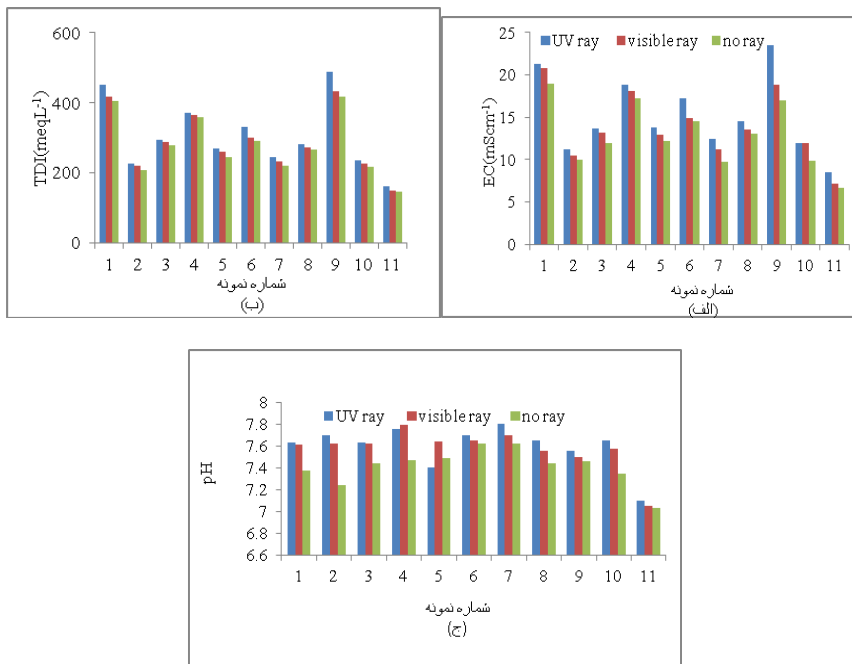 TDI(meqL-1)
600
400
200
0
1 2 3 4 5 6 7 8 9 10 11
شماره نمونه
(ب)
EC(mScm-1)
UV ray visible ray no ray
25
20
15
10
5
0
1 2 3 4 5 6 7 8 9 10 11
شماره نمونه
(الف)
pH
UV ray visible ray no ray
8
7.8
7.6
7.4
7.2
7
6.8
6.6
1 2 3 4 5 6 7 8 9 10 11
شماره نمونه
(ج)